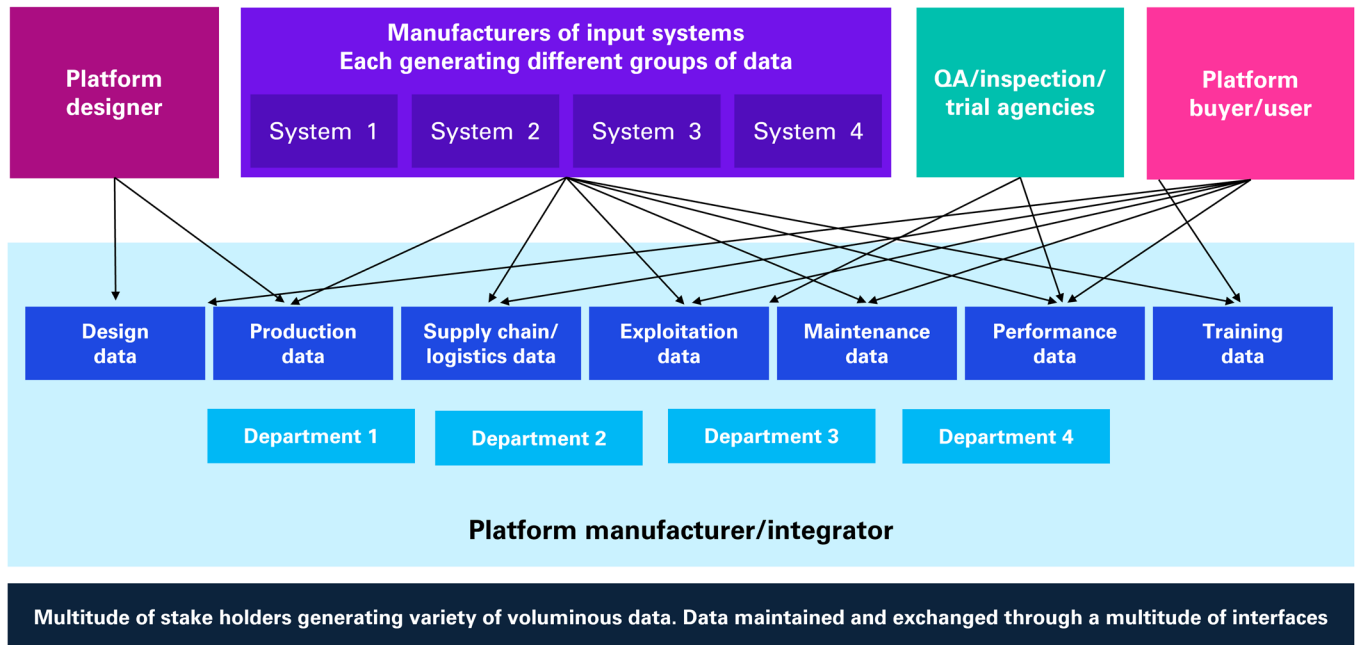 Platform
designer
Manufacturers of input systems
Each generating different groups of data
System 1
System 2
System 3
System 4
QA/inspection/
trial agencies
Platform
buyer/user
Design
data
Production
data
Supply chain/
logistics data
Exploitation
data
Maintenance
data
Performance
data
Training
data
Department 1
Department 2
Department 3
Department 4
Platform manufacturer/integrator
Multitude of stake holders generating variety of voluminous data. Data maintained and exchanged through a multitude of interfaces